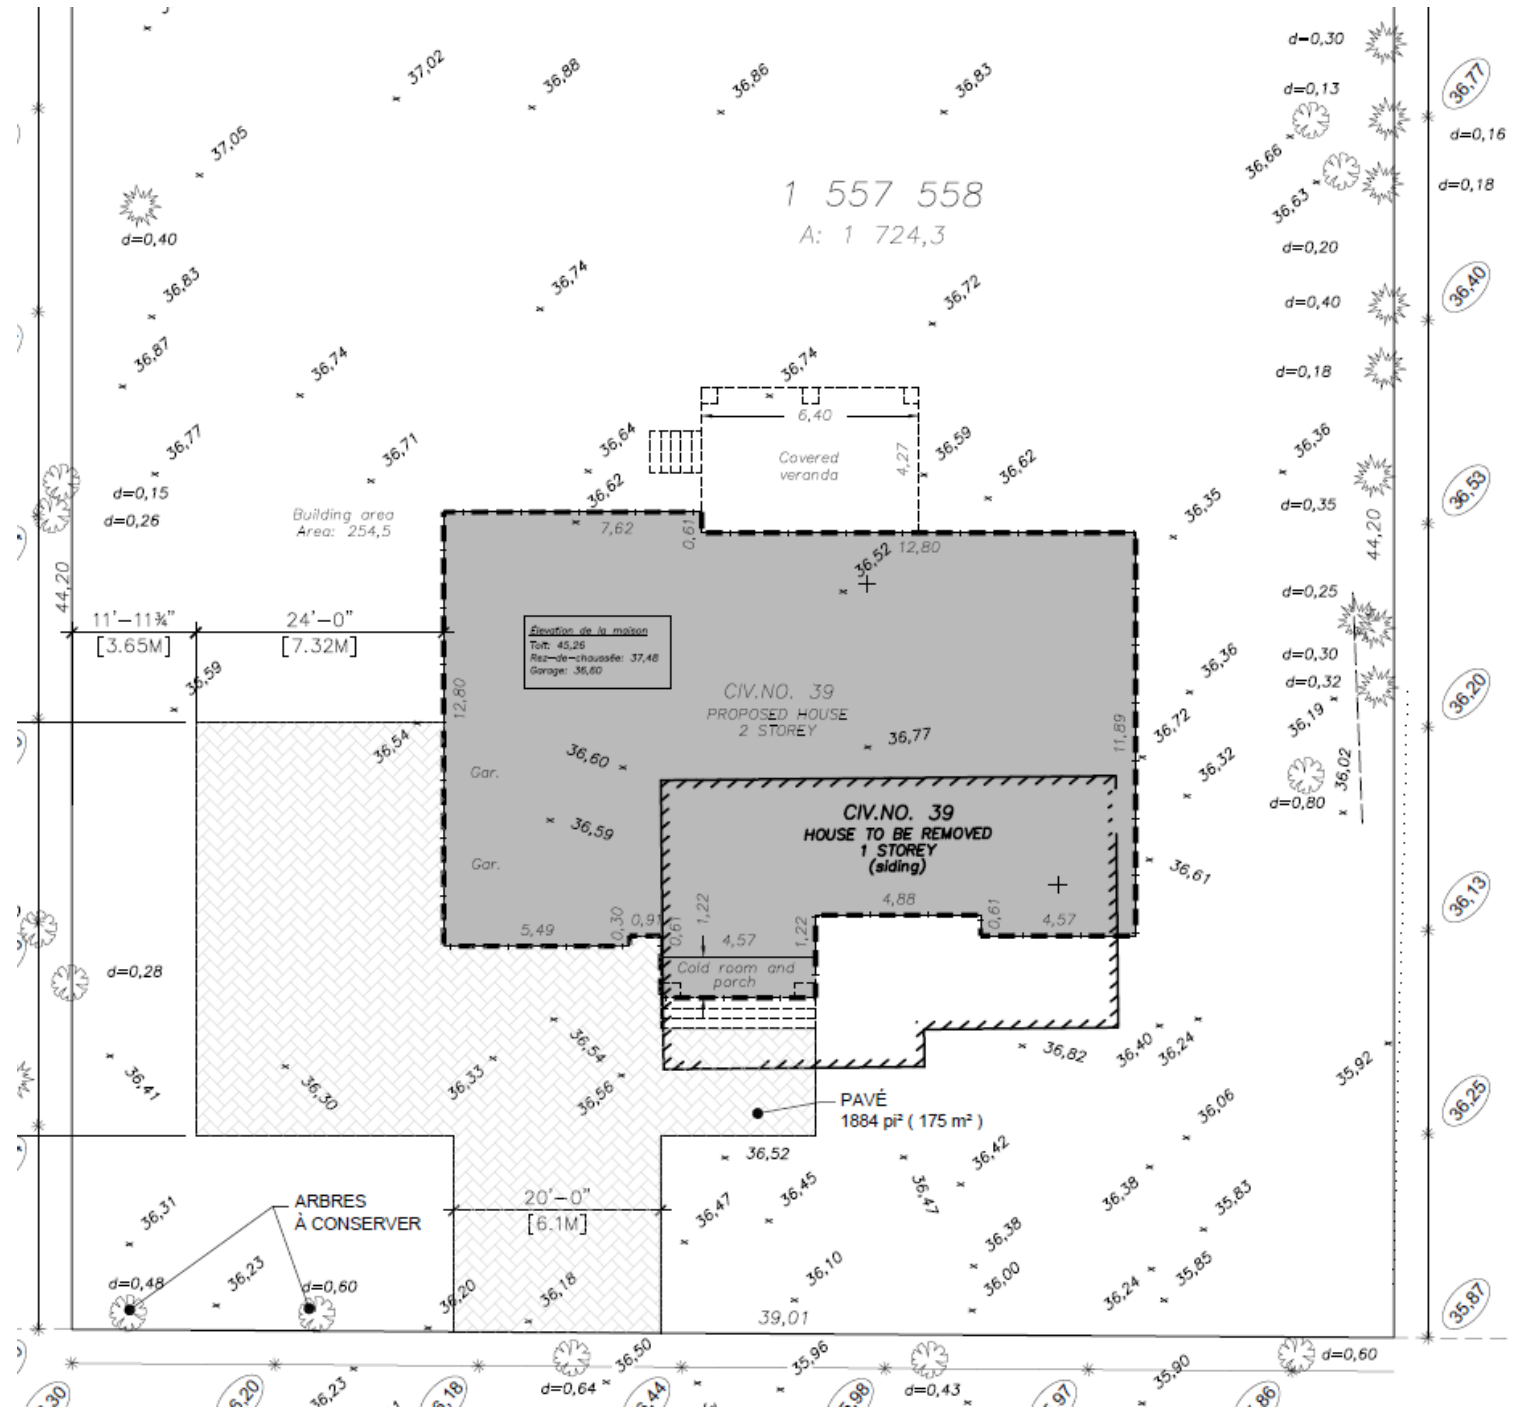 37,02
36,88
36,86
36,83
d=0,30
36,77
d=0,13
d=0,16
37,05
36,66
1 557 558
d=0,18
36,63
A: 1 724,3
d=0,40
d=0,20
36,83
36,74
36,72
36,40
d=0,40
36,87
36,74
36,74
d=0,18
6,40
36,77
36,71
36,64
Covered
veranda
4,27
36,59
36,62
36,36
36,53
d=0,15
36,62
d=0,35
d=0,26
Building area
Area: 254,5
7,62
0,61
12,80
36,35
44,20
36,52
44,20
d=0,25
11'-11¾"
[3.65M]
24'-0"
[7.32M]
Élevation de la maison
Toit: 45,26
Rez-de-chaussée: 37,48
Garage: 36,60
36,36
d=0,30
d=0,32
36,59
12,80
CIV.NO. 39
PROPOSED HOUSE
2 STOREY
36,20
36,19
36,54
36,60
36,77
11,89
36,72
Gar.
36,32
36,02
d=0,80
36,59
CIV.NO. 39
HOUSE TO BE REMOVED
1 STOREY
(siding)
Gar.
36,61
36,13
5,49
0,30
0,91
0,61
1,22
4,57
1,22
4,88
0,61
4,57
d=0,28
Cold room and
porch
36,41
36,30
36,33
36,54
36,56
36,82
36,40
36,24
35,92
PAVÉ
1884 pi² ( 175 m² )
36,06
36,25
36,52
36,42
36,47
36,45
36,47
36,38
35,83
ARBRES
À CONSERVER
20'-0"
[6.1M]
36,31
36,38
36,23
36,10
36,00
36,24
35,85
d=0,48
d=0,60
36,20
36,18
39,01
35,87
36,50
35,96
d=0,60
d=0,64
d=0,43
35,90
36,23